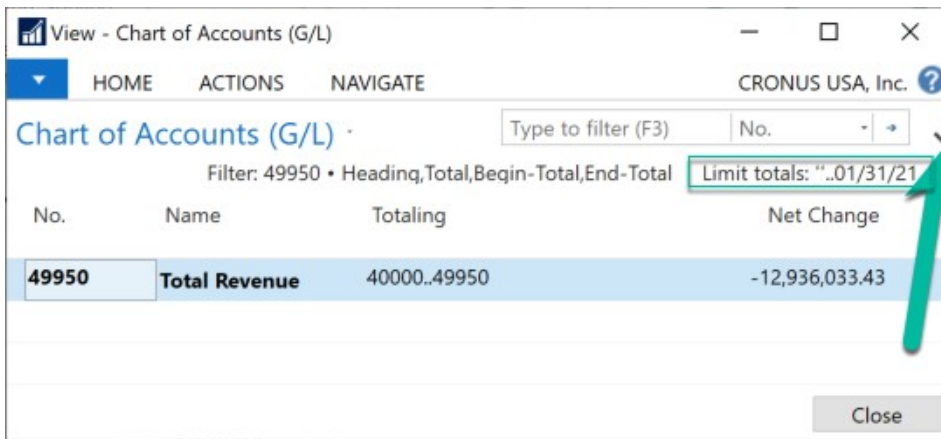 View - Chart of Accounts (G/L)
HOME ACTIONS NAVIGATE CRONUS USA, Inc. ?
Chart of Accounts (G/L) Type to filter (F3) No.
Filter: 49950 • Heading,Total,Begin-Total,End-Total Limit totals: ''..01/31/21
No. Name Totaling Net Change
49950 Total Revenue 40000..49950 -12,936,033.43
Close